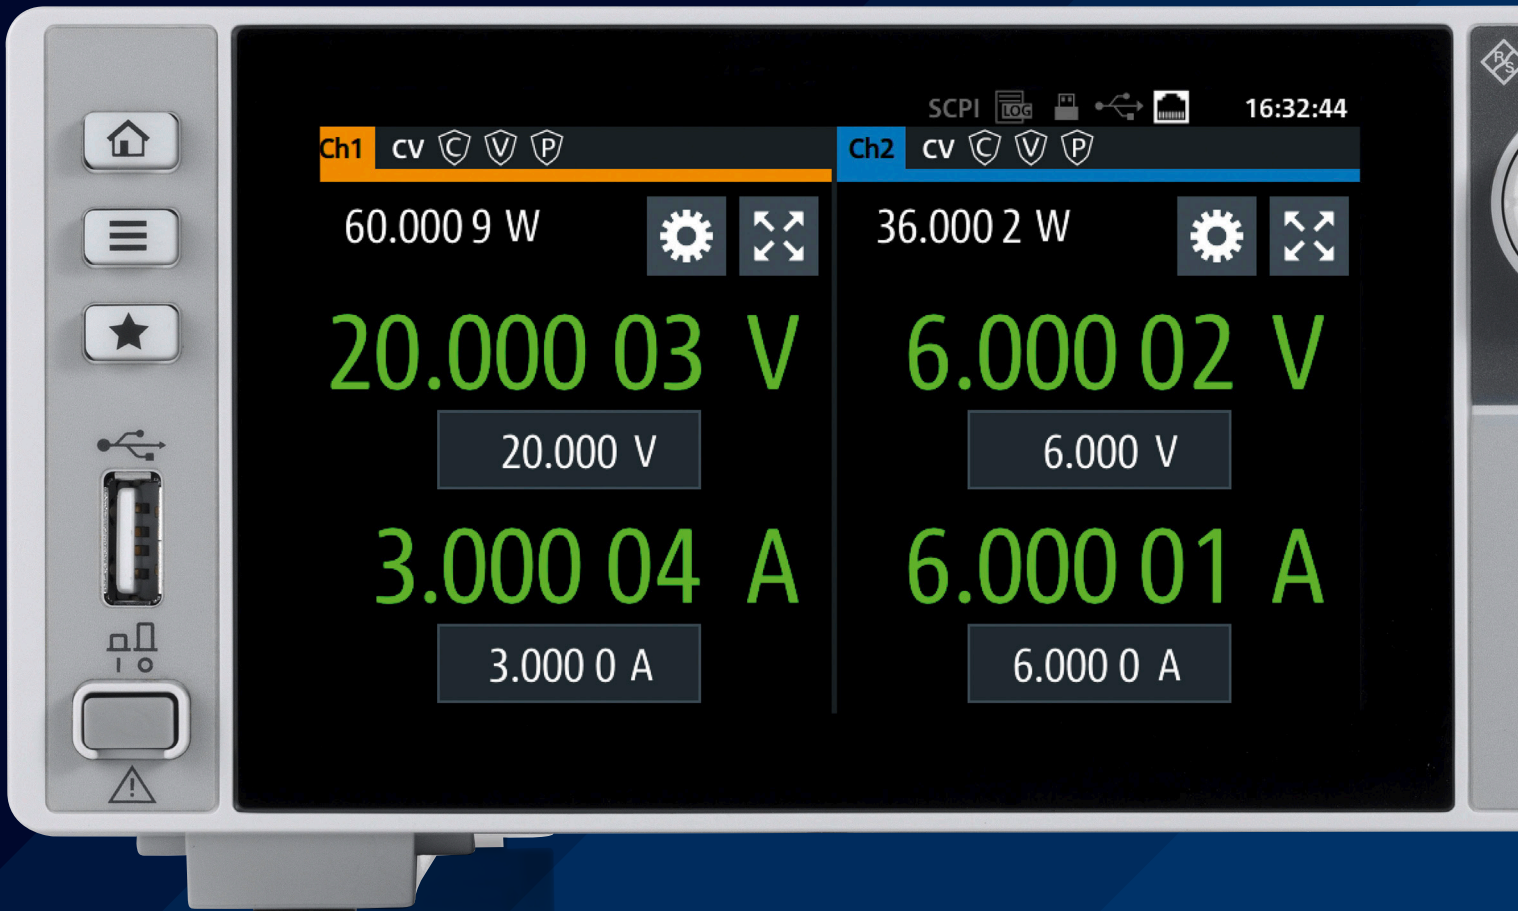 SCPI LOG 16:32:44
Ch1 CV C V P
Ch2 CV C V P
60.000 9 W
36.000 2 W
20.000 03 V
6.000 02 V
20.000 V
6.000 V
3.000 04 A
6.000 01 A
3.000 0 A
6.000 0 A
R&S